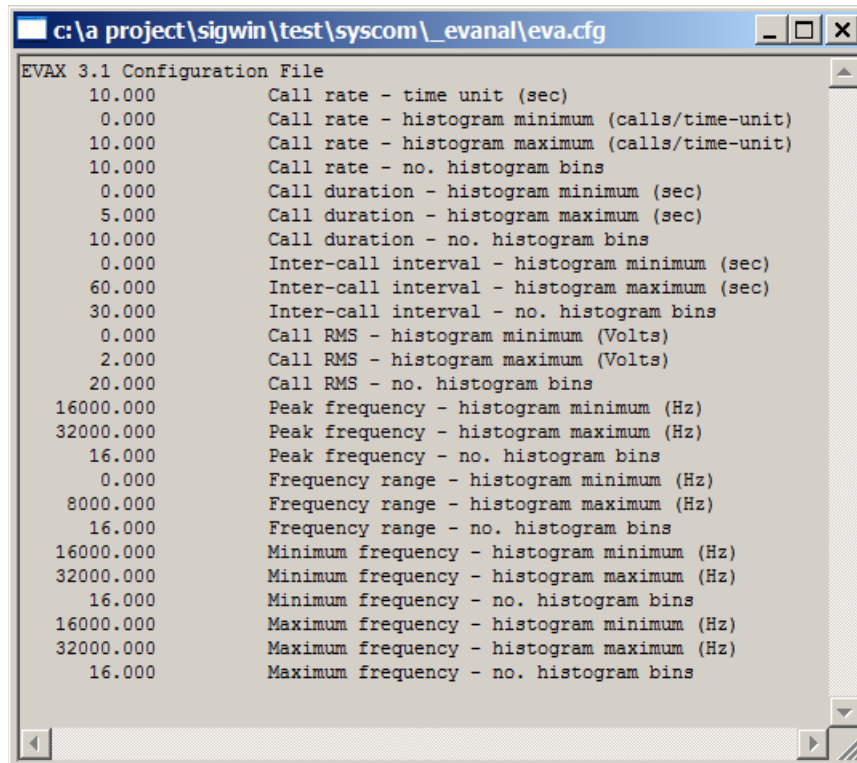 c:\a project\sigwin\test\syscom\_evanal\eva.cfg
EVAX 3.1 Configuration File
10.000 Call rate - time unit (sec)
0.000 Call rate - histogram minimum (calls/time-unit)
10.000 Call rate - histogram maximum (calls/time-unit)
10.000 Call rate - no. histogram bins
0.000 Call duration - histogram minimum (sec)
5.000 Call duration - histogram maximum (sec)
10.000 Call duration - no. histogram bins
0.000 Inter-call interval - histogram minimum (sec)
60.000 Inter-call interval - histogram maximum (sec)
30.000 Inter-call interval - no. histogram bins
0.000 Call RMS - histogram minimum (Volts)
2.000 Call RMS - histogram maximum (Volts)
20.000 Call RMS - no. histogram bins
16000.000 Peak frequency - histogram minimum (Hz)
32000.000 Peak frequency - histogram maximum (Hz)
16.000 Peak frequency - no. histogram bins
0.000 Frequency range - histogram minimum (Hz)
8000.000 Frequency range - histogram maximum (Hz)
16.000 Frequency range - no. histogram bins
16000.000 Minimum frequency - histogram minimum (Hz)
32000.000 Minimum frequency - histogram maximum (Hz)
16.000 Minimum frequency - no. histogram bins
16000.000 Maximum frequency - histogram minimum (Hz)
32000.000 Maximum frequency - histogram maximum (Hz)
16.000 Maximum frequency - no. histogram bins